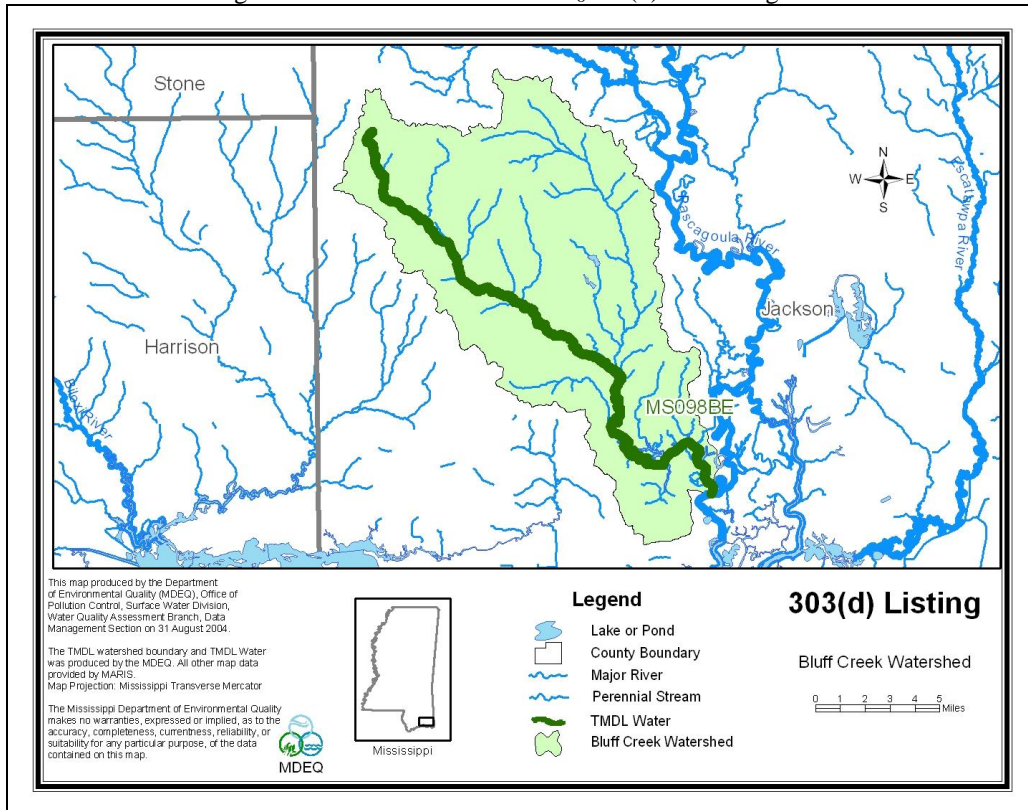 Stone
N
W E
S
Pascagoula River
Escatawpa River
Jackson
Harrison
MS098BE
Biloxi River
This map produced by the Department
of Environmental Quality (MDEQ), Office of
Pollution Control, Surface Water Division,
Water Quality Assessment Branch, Data
Management Section on 31 August 2004.
The TMDL watershed boundary and TMDL Water
was produced by the MDEQ. All other map data
provided by MARIS.
Map Projection: Mississippi Transverse Mercator
The Mississippi Department of Environmental Quality
makes no warranties, expressed or implied, as to the
accuracy, completeness, currentness, reliability, or
suitability for any particular purpose, of the data
contained on this map.
MDEQ
Mississippi
Legend
Lake or Pond
County Boundary
Major River
Perennial Stream
TMDL Water
Bluff Creek Watershed
303(d) Listing
Bluff Creek Watershed
0 1 2 3 4 5
Miles